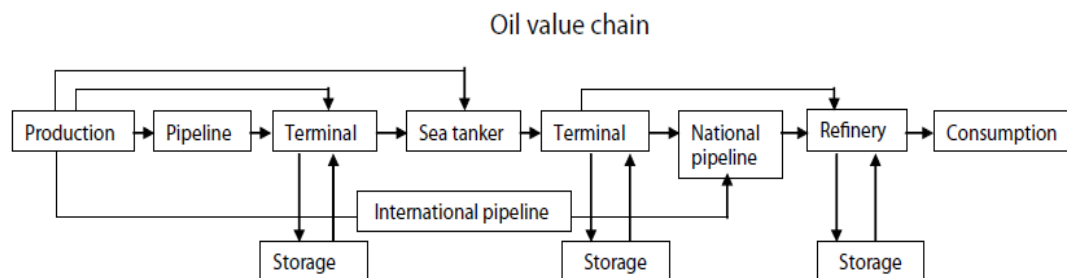 Oil value chain
Production
Pipeline
Terminal
Sea tanker
Terminal
National
pipeline
Refinery
Consumption
International pipeline
Storage
Storage
Storage